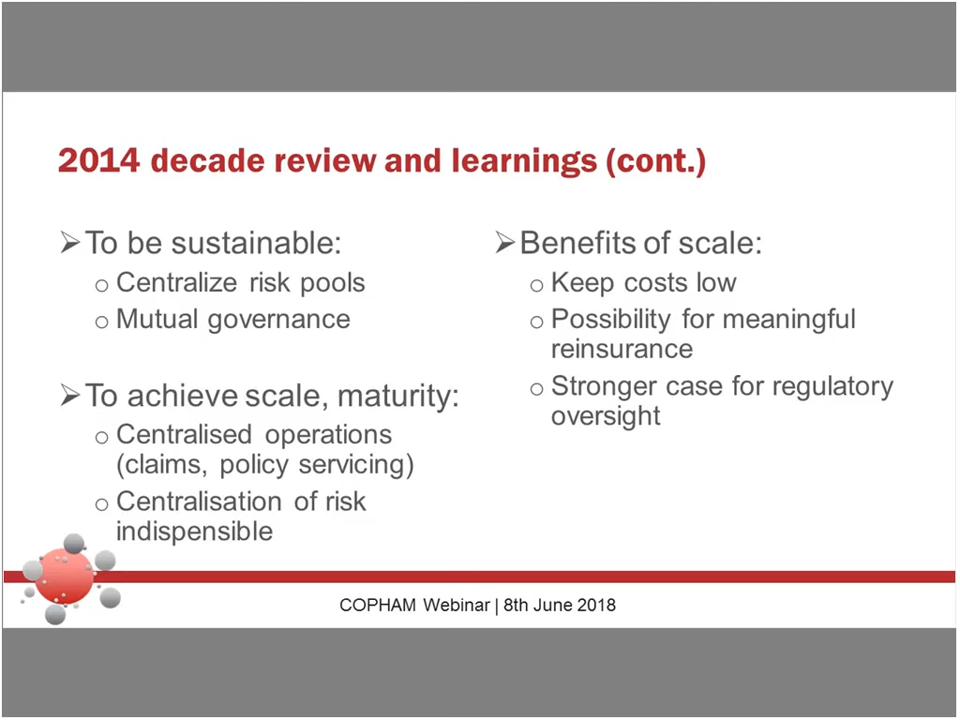 2014 decade review and learnings (cont.)
➢To be sustainable:
o Centralize risk pools
o Mutual governance
➢To achieve scale, maturity:
o Centralised operations
(claims, policy servicing)
o Centralisation of risk
indispensible
➢Benefits of scale:
o Keep costs low
o Possibility for meaningful
reinsurance
o Stronger case for regulatory
oversight
COPHAM Webinar | 8th June 2018